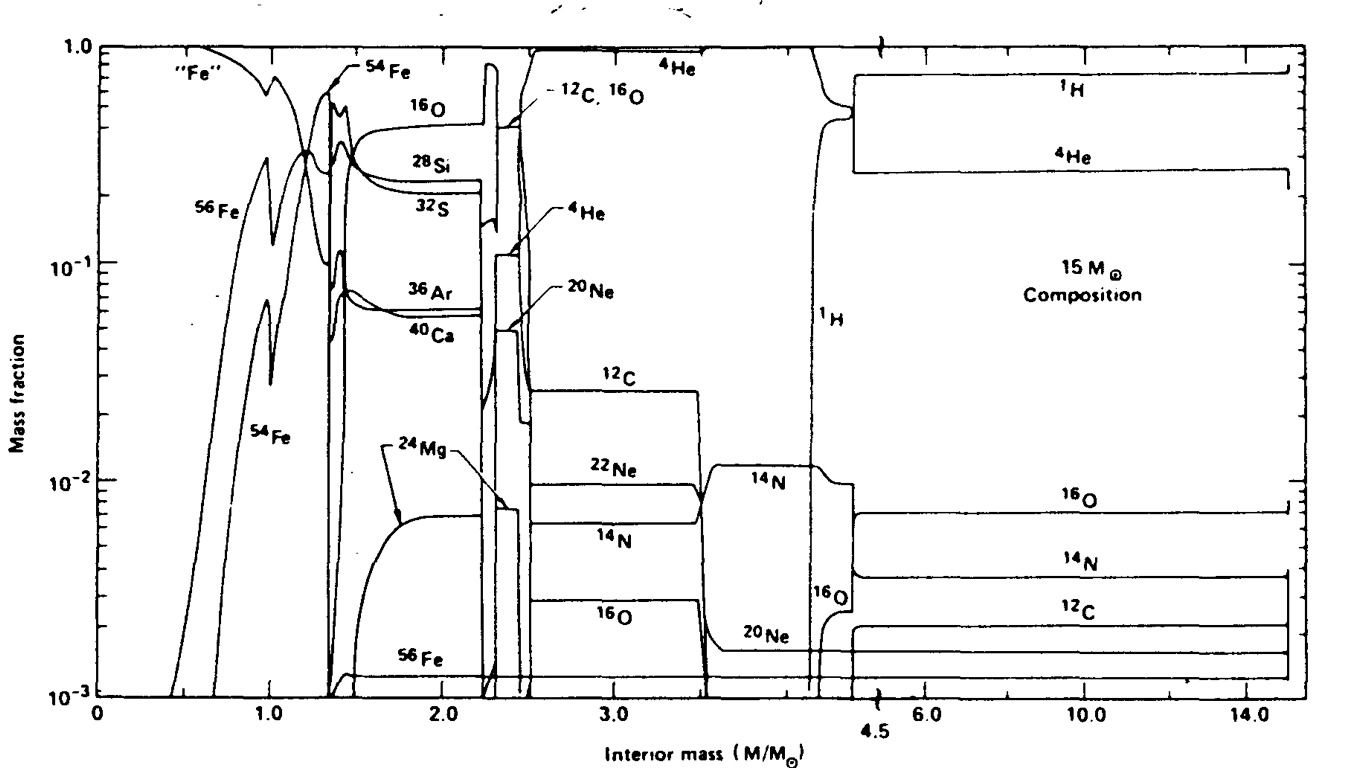 1.0
10⁻¹
10⁻²
10⁻³
Mass fraction
"Fe"
⁵⁴Fe
¹⁶O
¹²C, ¹⁶O
⁴He
¹H
²⁸Si
³²S
⁵⁶Fe
⁴He
⁴He
³⁶Ar
²⁰Ne
⁴⁰Ca
15 M⊙
Composition
¹H
¹²C
⁵⁴Fe
²⁴Mg
²²Ne
¹⁴N
¹⁶O
¹⁴N
¹⁴N
¹⁶O
¹⁶O
¹²C
²⁰Ne
⁵⁶Fe
0 1.0 2.0 3.0 4.5 6.0 10.0 14.0
Interior mass (M/M⊙)